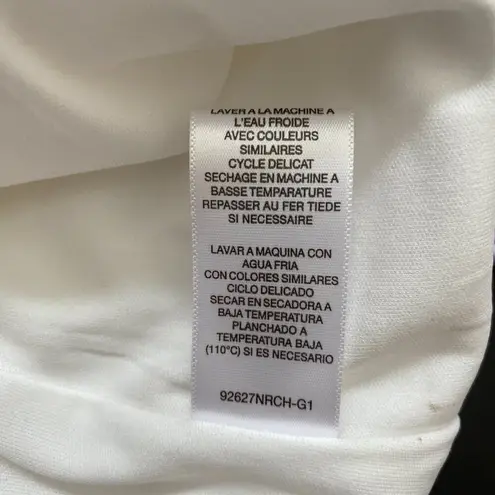 LAVER A LA MACHINE A
L'EAU FROIDE
AVEC COULEURS
SIMILAIRES
CYCLE DELICAT
SECHAGE EN MACHINE A
BASSE TEMPARATURE
REPASSER AU FER TIEDE
SI NECESSAIRE
LAVAR A MAQUINA CON
AGUA FRIA
CON COLORES SIMILARES
CICLO DELICADO
SECAR EN SECADORA A
BAJA TEMPERATURA
PLANCHADO A
TEMPERATURA BAJA
(110°C) SI ES NECESARIO
92627NRCH-G1